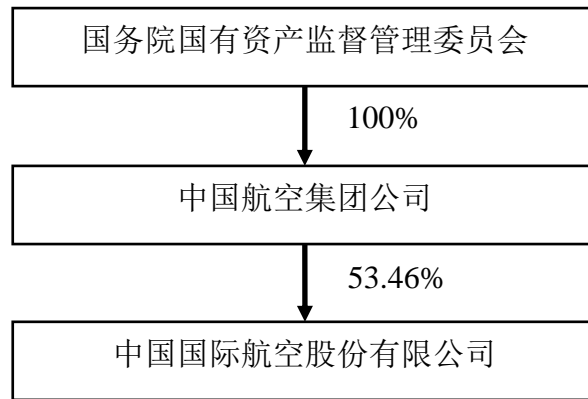 国务院国有资产监督管理委员会
100%
中国航空集团公司
53.46%
中国国际航空股份有限公司